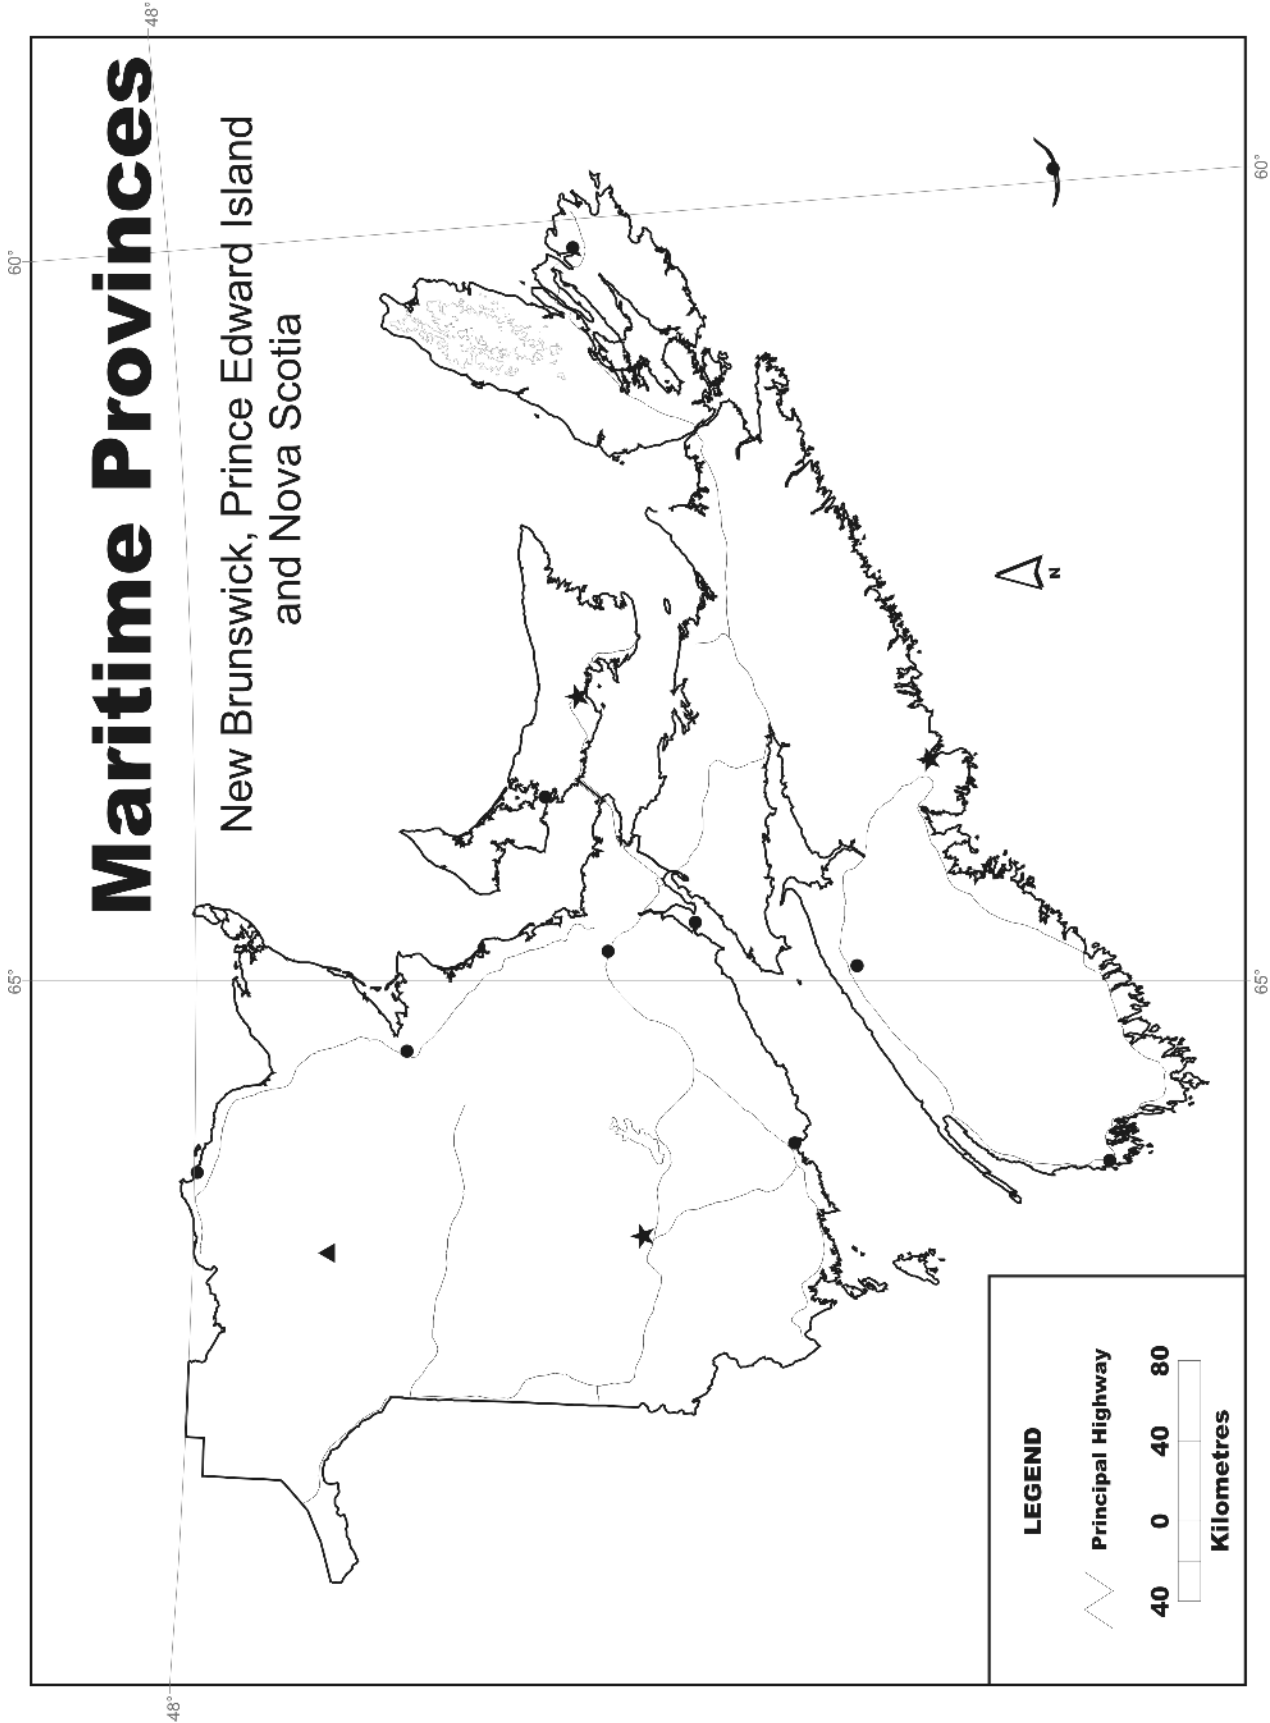 Maritime Provinces
New Brunswick, Prince Edward Island
and Nova Scotia
48°
60°
65°
48°
60°
65°
N
LEGEND
Principal Highway
40 0 40 80
Kilometres